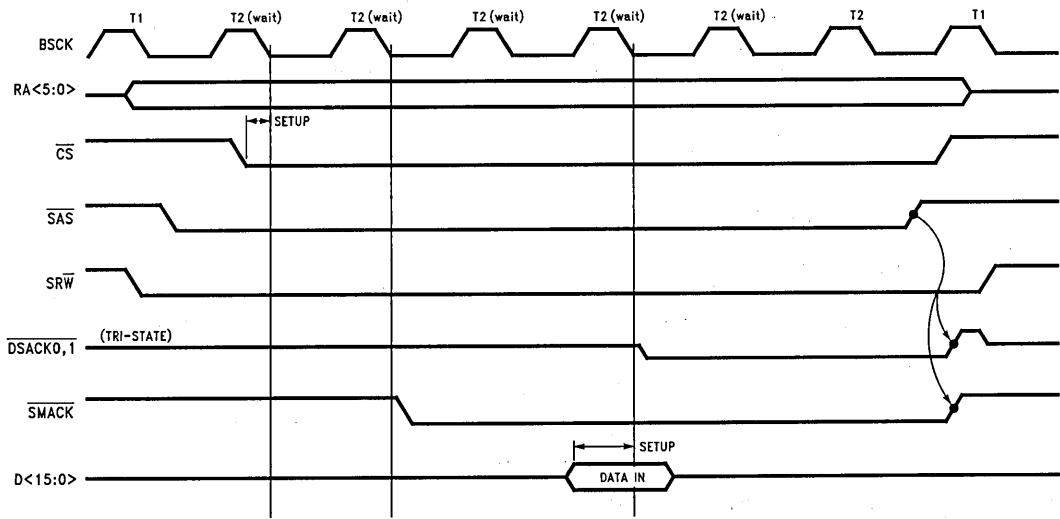 T1 T2 (wait) T2 (wait) T2 (wait) T2 (wait) T2 (wait) T2 T1
BSCK
RA<5:0>
SETUP
CS
SAS
SRW
(TRI-STATE)
DSACK0,1
SMACK
SETUP
D<15:0> DATA IN